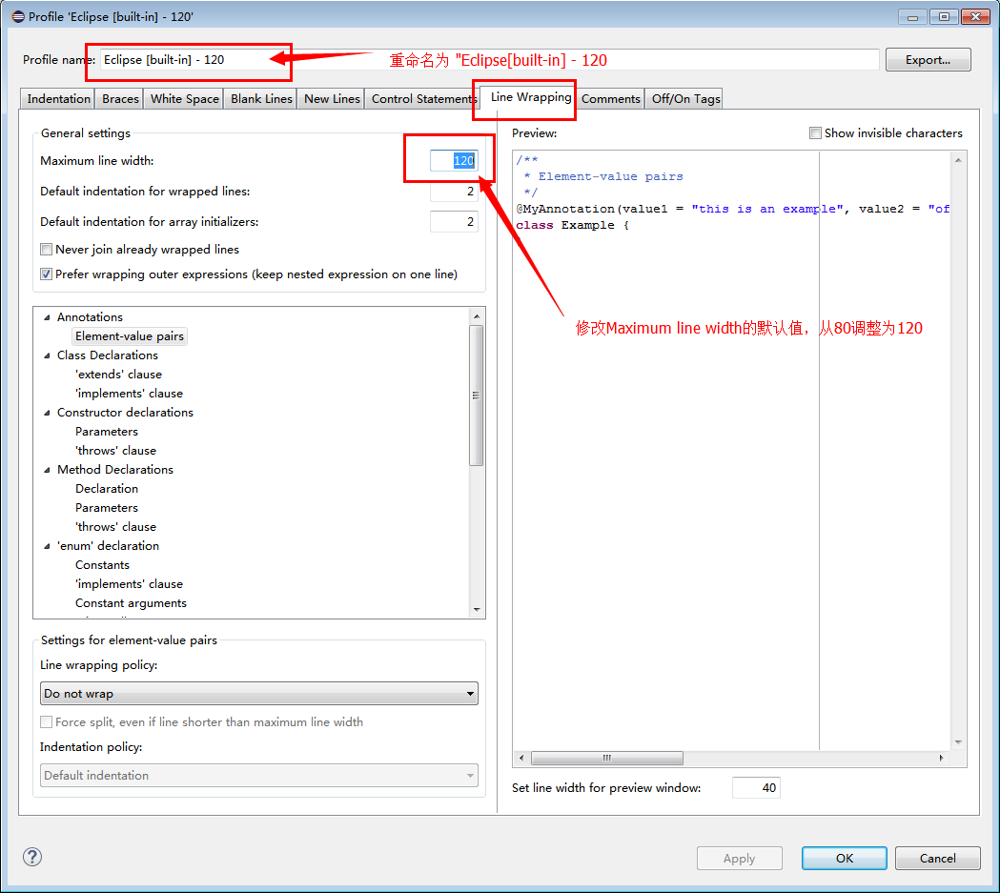 Profile 'Eclipse [built-in] - 120'
Profile name: Eclipse [built-in] - 120 重命名为 "Eclipse[built-in] - 120 Export...
Indentation Braces White Space Blank Lines New Lines Control Statements Line Wrapping Comments Off/On Tags
General settings
Maximum line width: 120
Default indentation for wrapped lines: 2
Default indentation for array initializers: 2
Never join already wrapped lines
Prefer wrapping outer expressions (keep nested expression on one line)
Annotations
Element-value pairs
Class Declarations
'extends' clause
'implements' clause
Constructor declarations
Parameters
'throws' clause
Method Declarations
Declaration
Parameters
'throws' clause
'enum' declaration
Constants
'implements' clause
Constant arguments
Settings for element-value pairs
Line wrapping policy:
Do not wrap
Force split, even if line shorter than maximum line width
Indentation policy:
Default indentation
Preview: Show invisible characters
/**
* Element-value pairs
*/
@MyAnnotation(value1 = "this is an example", value2 = "of
class Example {
修改Maximum line width的默认值，从80调整为120
Set line width for preview window: 40
? Apply OK Cancel